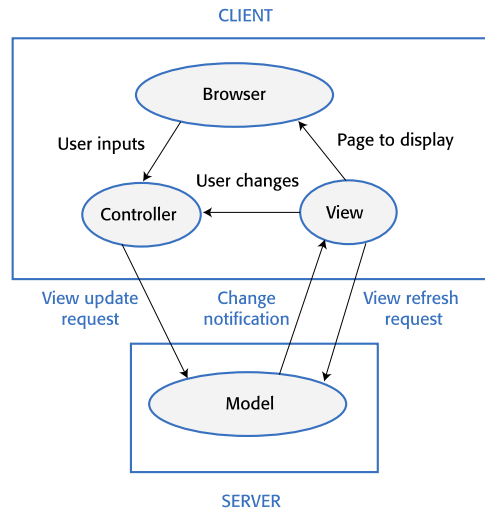 CLIENT
Browser
User inputs
Page to display
User changes
Controller
View
View update
request
Change
notification
View refresh
request
Model
SERVER